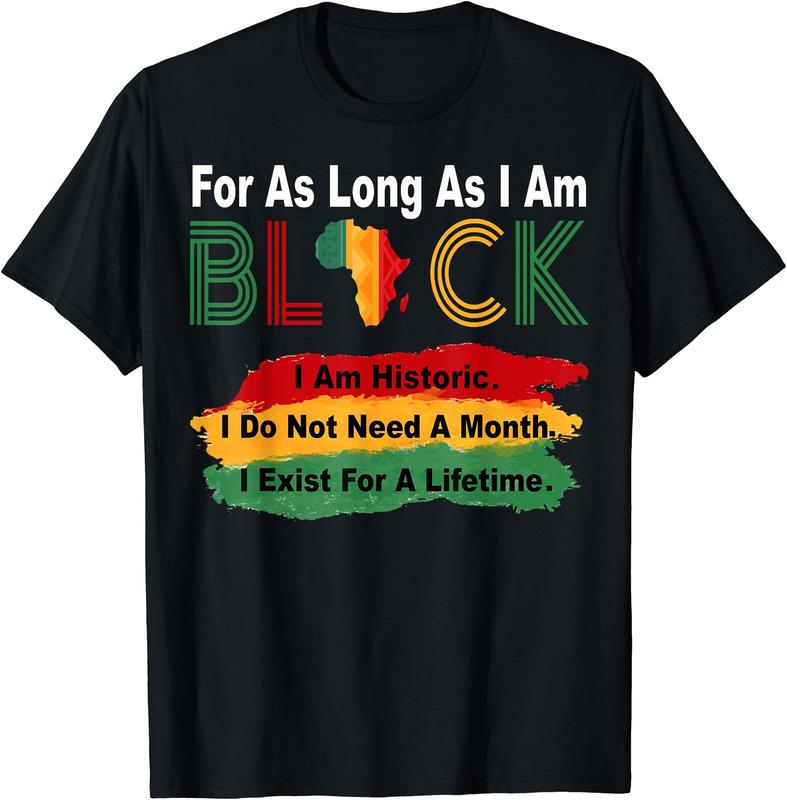 For As Long As I Am
BLACK
I Am Historic.
I Do Not Need A Month.
I Exist For A Lifetime.